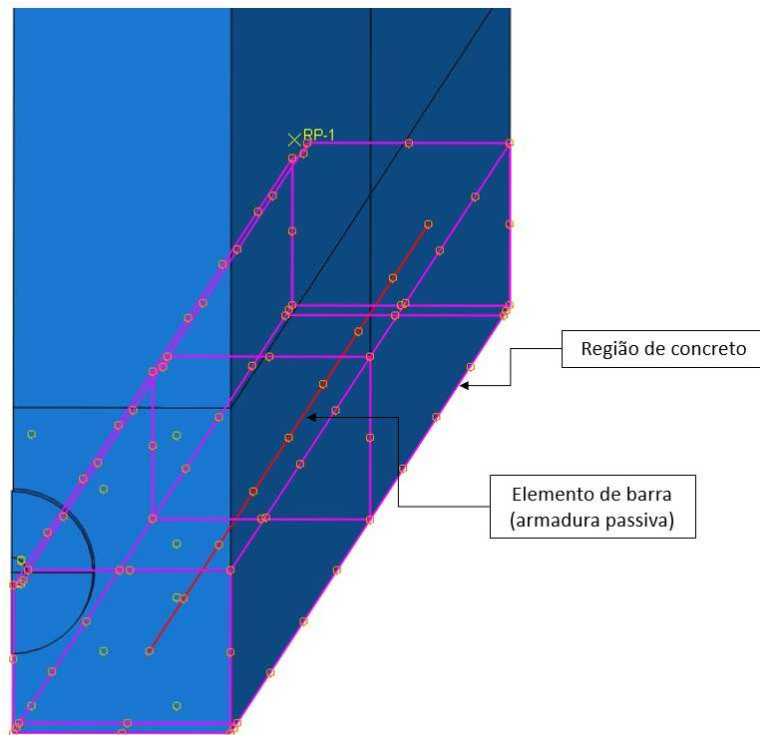 RP-1
Região de concreto
Elemento de barra
(armadura passiva)